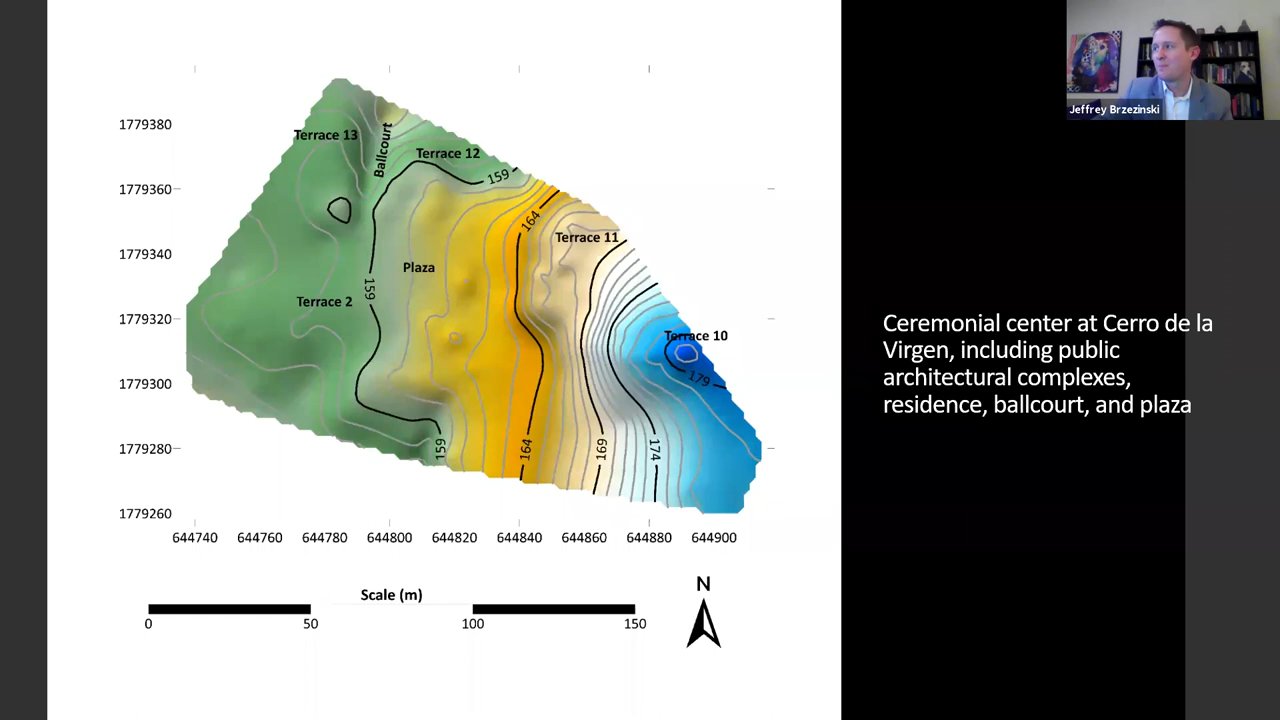 Jeffrey Brzezinski
1779380
1779360
1779340
1779320
1779300
1779280
1779260
Terrace 13
Ballcourt
Terrace 12
159
164
Terrace 11
Plaza
159
Terrace 2
Terrace 10
179
159
164
169
174
644740
644760
644780
644800
644820
644840
644860
644880
644900
Scale (m)
0
50
100
150
N
Ceremonial center at Cerro de la
Virgen, including public
architectural complexes,
residence, ballcourt, and plaza